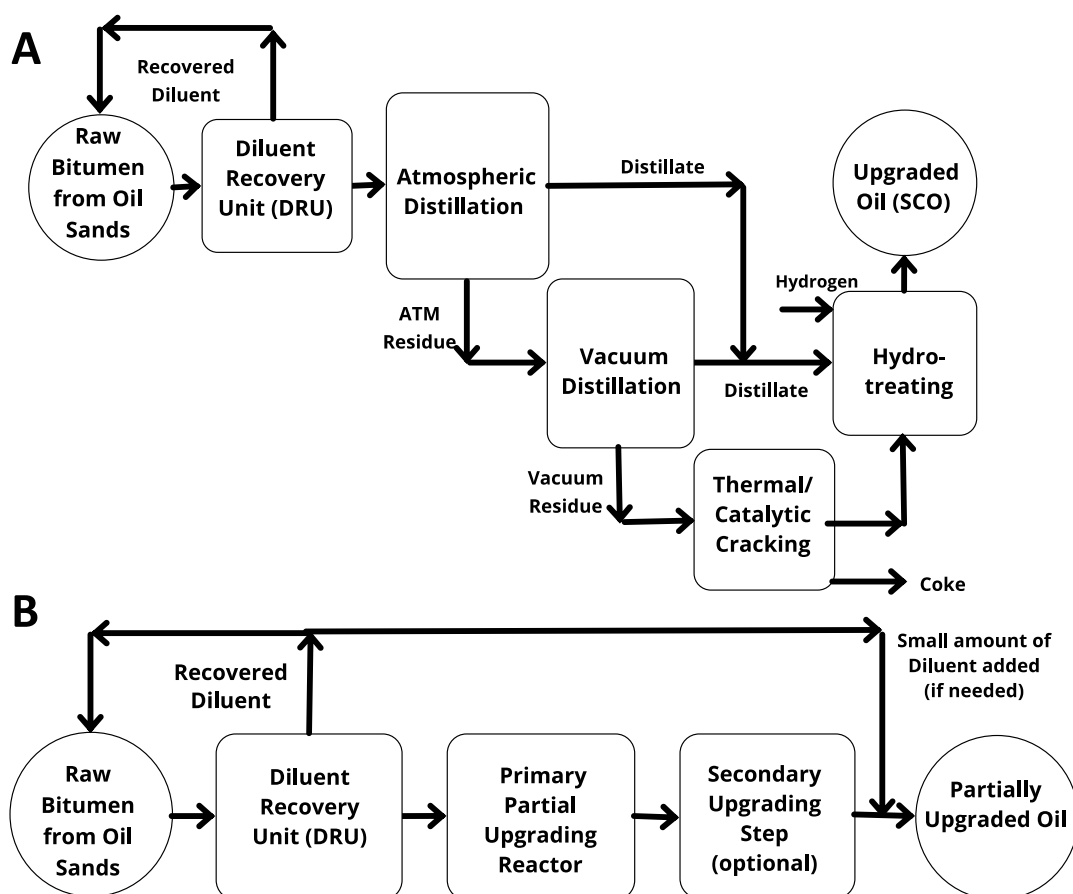 A
Recovered
Diluent
Raw
Bitumen
from Oil
Sands
Diluent
Recovery
Unit (DRU)
Atmospheric
Distillation
Distillate
Upgraded
Oil (SCO)
Hydrogen
ATM
Residue
Vacuum
Distillation
Distillate
Hydro-
treating
Vacuum
Residue
Thermal/
Catalytic
Cracking
Coke
B
Recovered
Diluent
Small amount of
Diluent added
(if needed)
Raw
Bitumen
from Oil
Sands
Diluent
Recovery
Unit (DRU)
Primary
Partial
Upgrading
Reactor
Secondary
Upgrading
Step
(optional)
Partially
Upgraded Oil